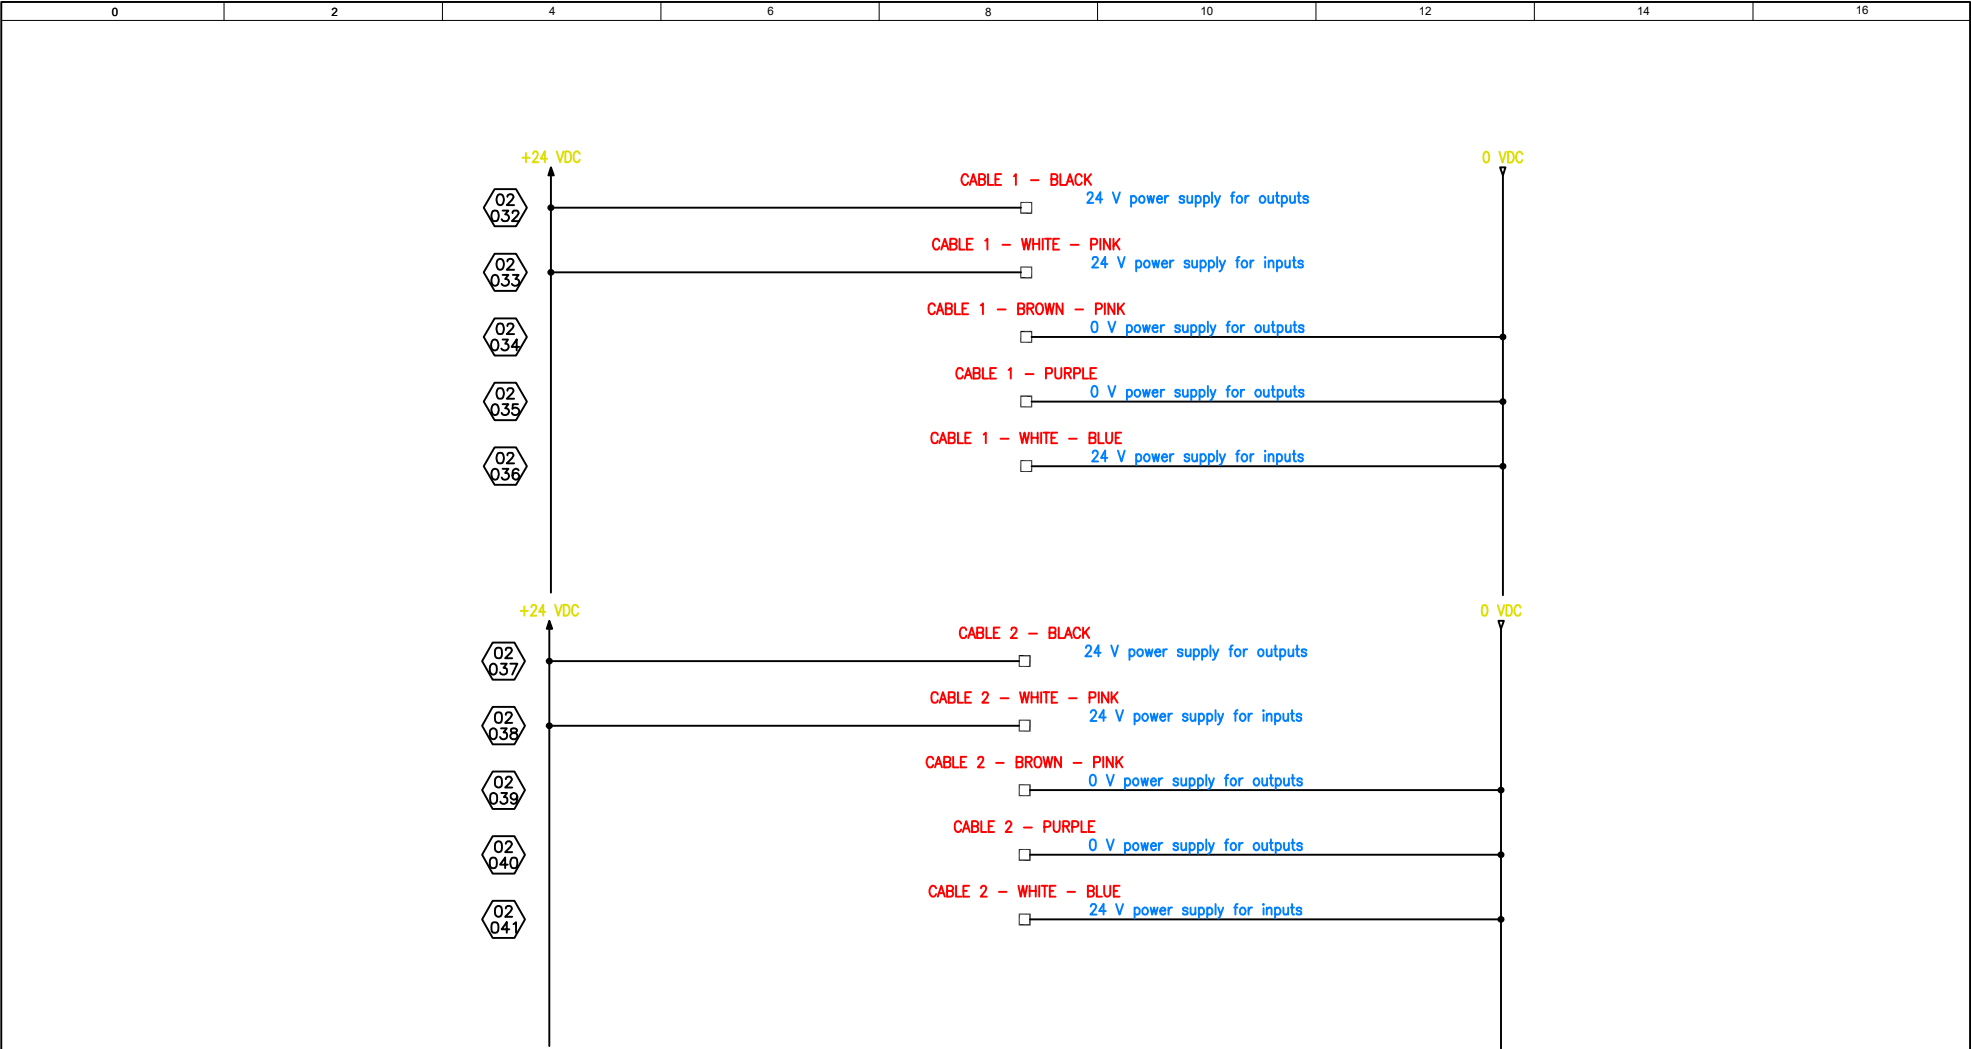 0 2 4 6 8 10 12 14 16
+24 VDC 0 VDC
CABLE 1 - BLACK
02
032
24 V power supply for outputs
CABLE 1 - WHITE - PINK
02
033
24 V power supply for inputs
CABLE 1 - BROWN - PINK
02
034
0 V power supply for outputs
CABLE 1 - PURPLE
02
035
0 V power supply for outputs
CABLE 1 - WHITE - BLUE
02
036
24 V power supply for inputs
+24 VDC 0 VDC
CABLE 2 - BLACK
02
037
24 V power supply for outputs
CABLE 2 - WHITE - PINK
02
038
24 V power supply for inputs
CABLE 2 - BROWN - PINK
02
039
0 V power supply for outputs
CABLE 2 - PURPLE
02
040
0 V power supply for outputs
CABLE 2 - WHITE - BLUE
02
041
24 V power supply for inputs